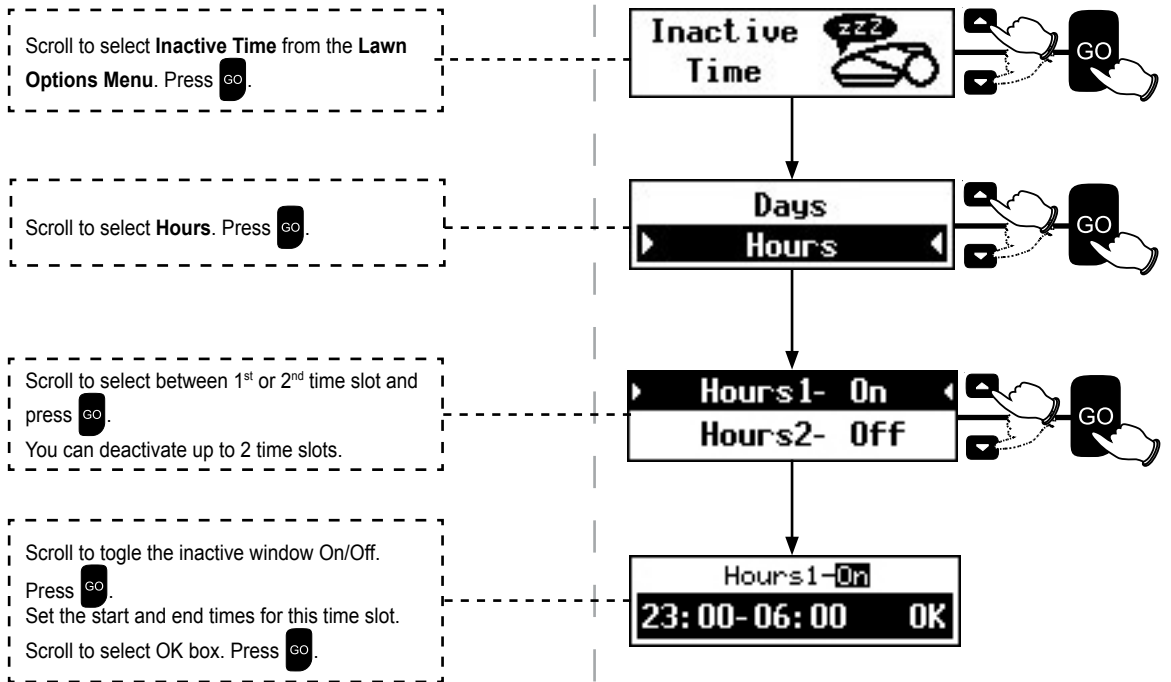 Scroll to select Inactive Time from the Lawn
Options Menu. Press GO.
Inactive
Time
zzz
GO
Scroll to select Hours. Press GO.
Days
Hours
GO
Scroll to select between 1st or 2nd time slot and
press GO.
You can deactivate up to 2 time slots.
Hours1- On
Hours2- Off
GO
Scroll to togle the inactive window On/Off.
Press GO.
Set the start and end times for this time slot.
Scroll to select OK box. Press GO.
Hours1-On
23:00-06:00 OK